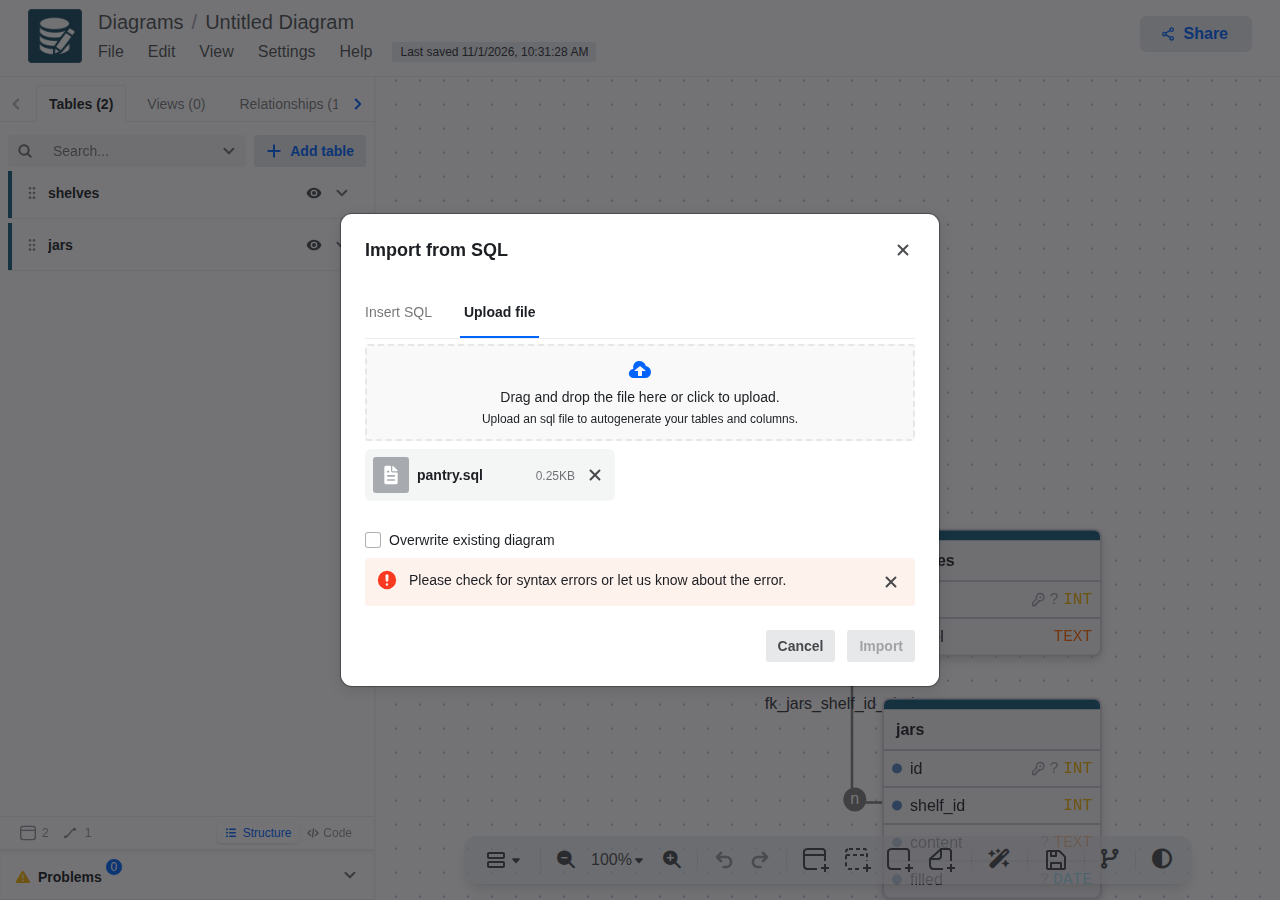 Diagrams / Untitled Diagram
File Edit View Settings Help Last saved 11/1/2026, 10:31:28 AM
Share
Tables (2) Views (0) Relationships (1
Search... Add table
shelves
jars
Import from SQL
Insert SQL Upload file
Drag and drop the file here or click to upload.
Upload an sql file to autogenerate your tables and columns.
pantry.sql 0.25KB
Overwrite existing diagram
Please check for syntax errors or let us know about the error.
Cancel Import
es
? INT
l TEXT
fk_jars_shelf_id_
jars
id ? INT
n shelf_id INT
content ? TEXT
filled ? DATE
2 1 Structure Code
Problems 0
100%